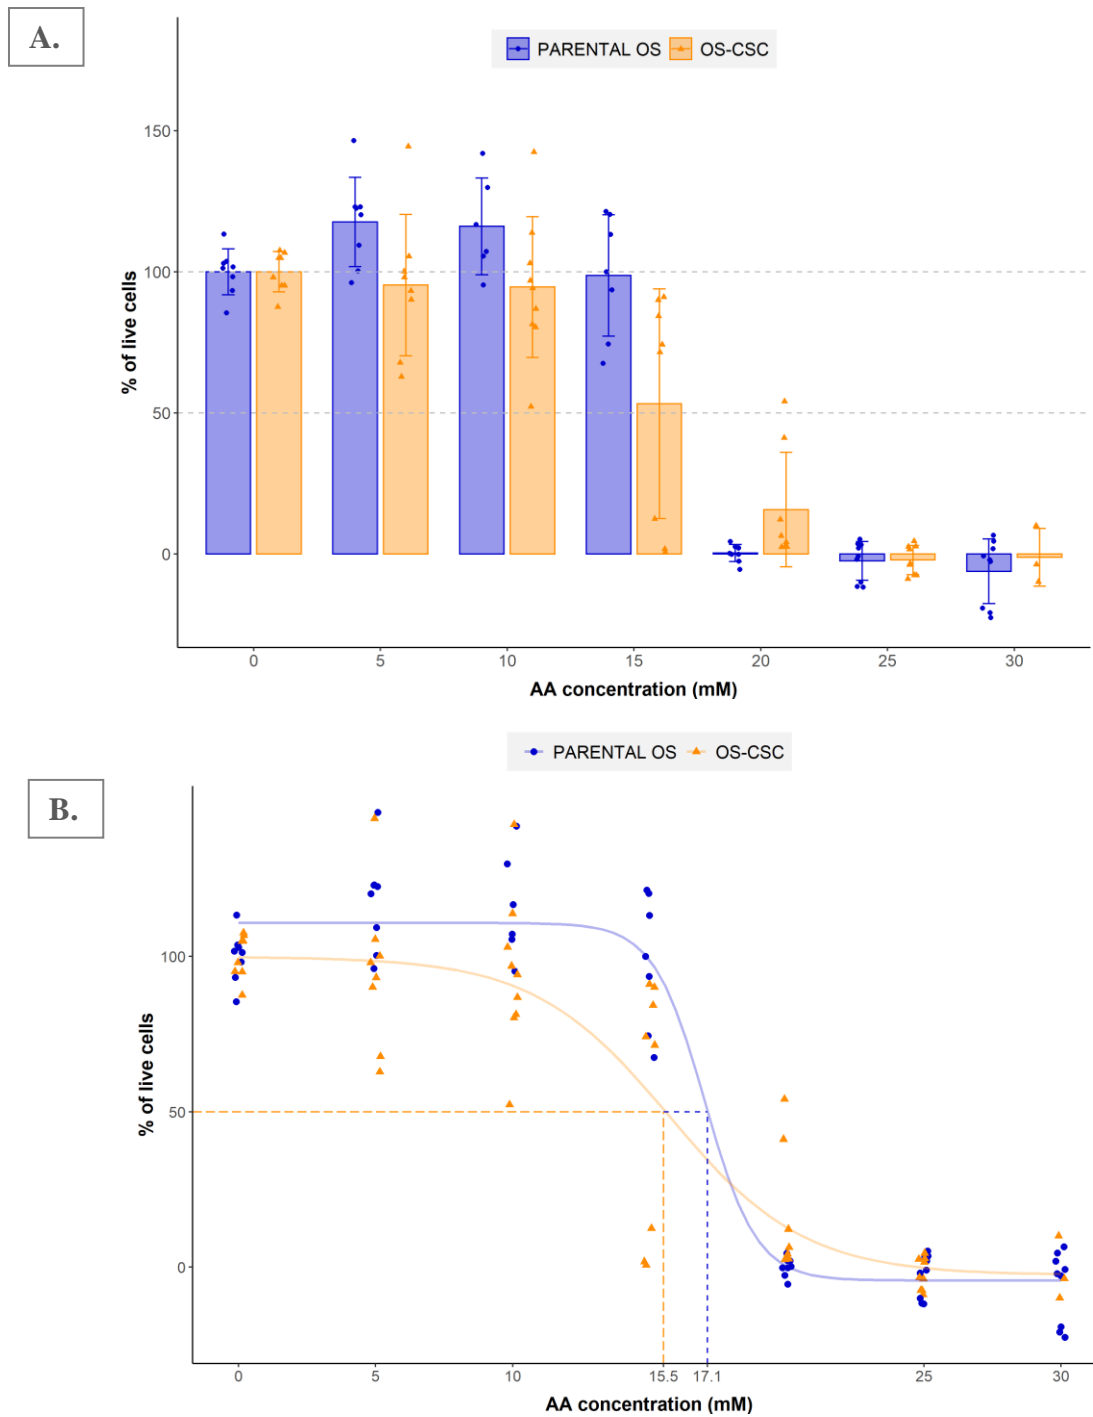 A.
PARENTAL OS OS-CSC
150
100
50
0
% of live cells
0 5 10 15 20 25 30
AA concentration (mM)
PARENTAL OS OS-CSC
B.
100
50
0
% of live cells
0 5 10 15.5 17.1 25 30
AA concentration (mM)